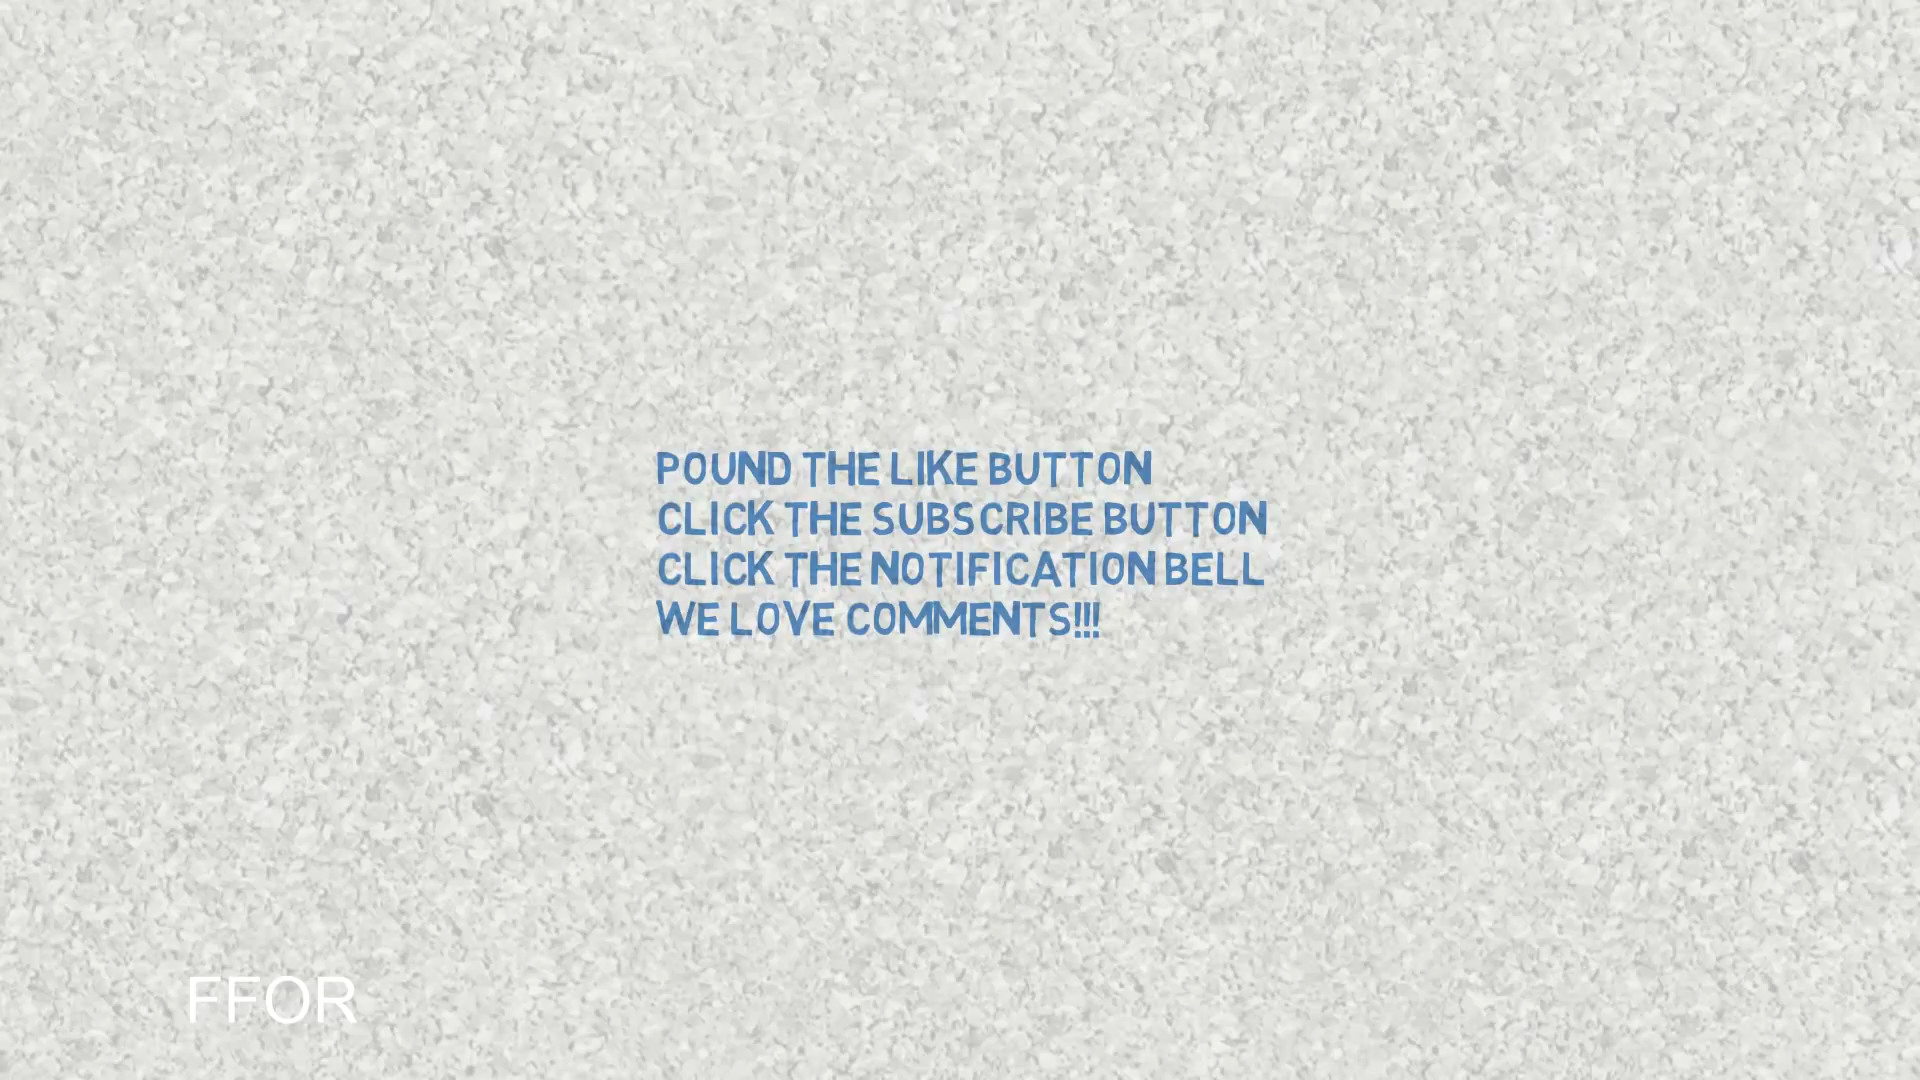 POUND THE LIKE BUTTON
CLICK THE SUBSCRIBE BUTTON
CLICK THE NOTIFICATION BELL
WE LOVE COMMENTS!!!
FFOR